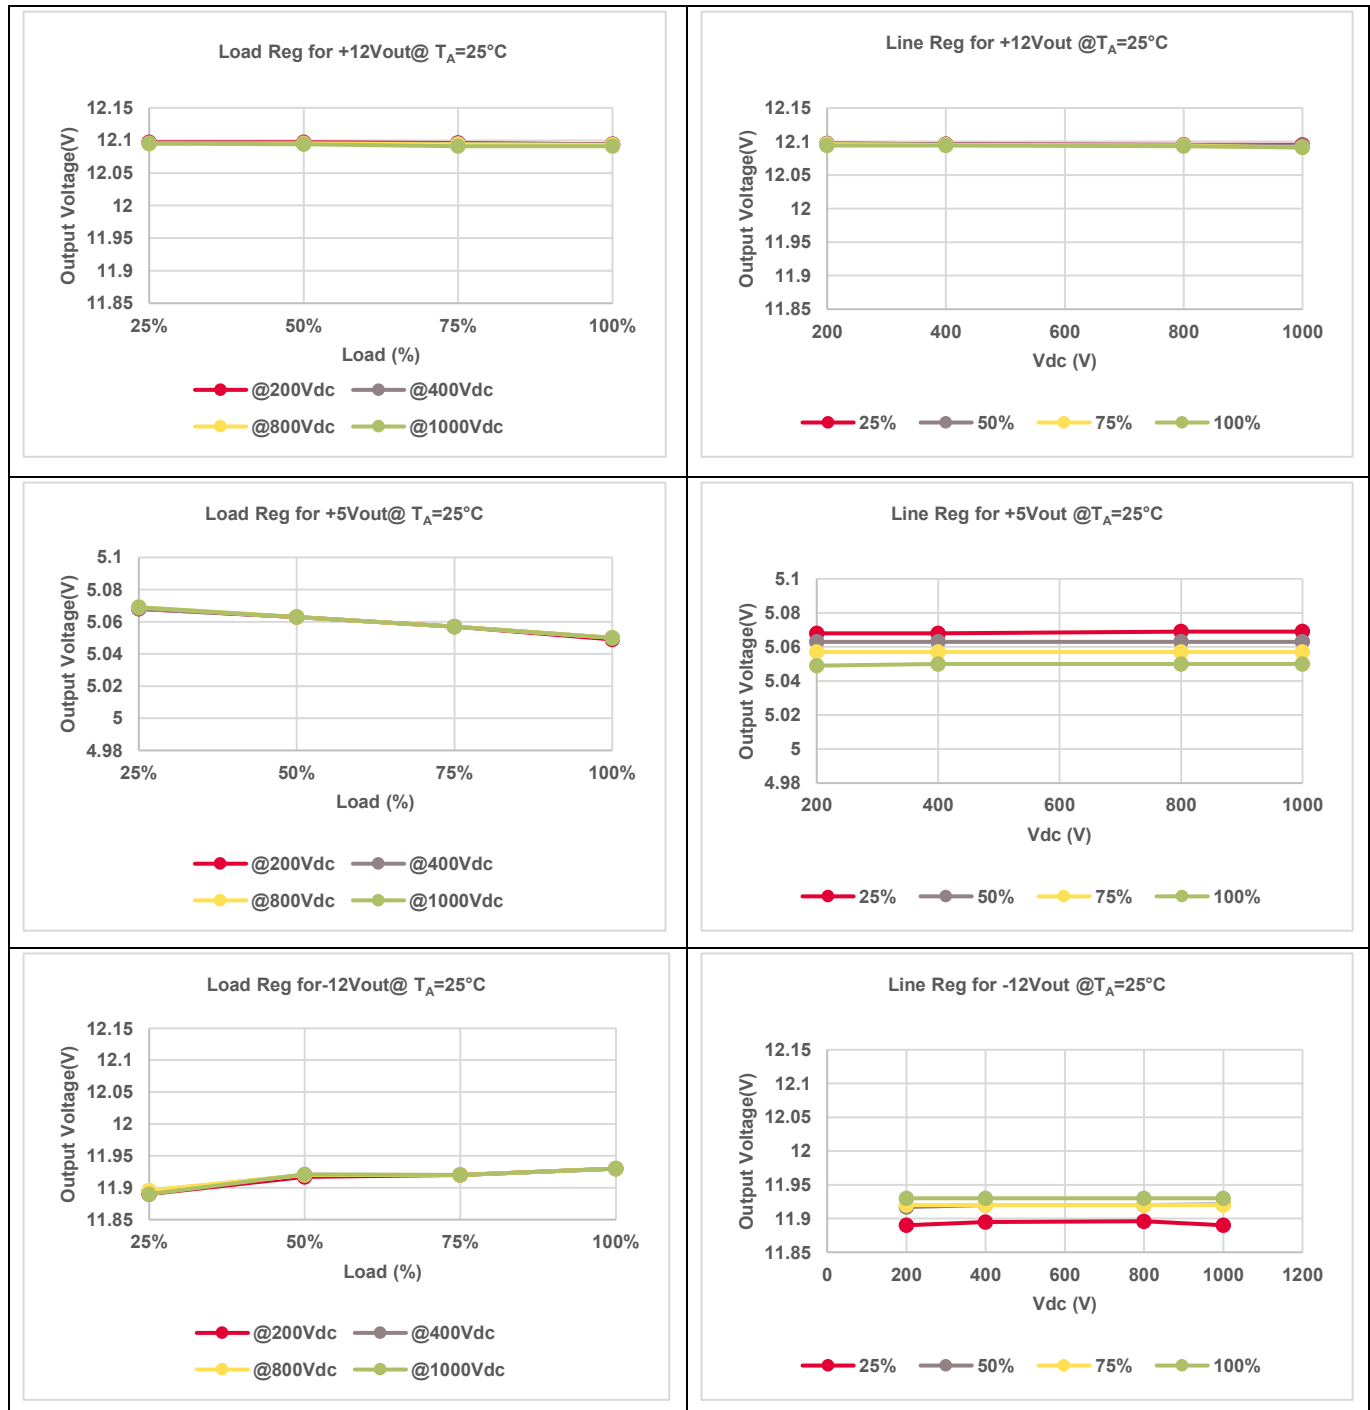 Load Reg for +12Vout@ TA=25°C
Output Voltage(V)
12.15
12.1
12.05
12
11.95
11.9
11.85
25% 50% 75% 100%
Load (%)
@200Vdc @400Vdc
@800Vdc @1000Vdc
Line Reg for +12Vout @TA=25°C
Output Voltage(V)
12.15
12.1
12.05
12
11.95
11.9
11.85
200 400 600 800 1000
Vdc (V)
25% 50% 75% 100%
Load Reg for +5Vout@ TA=25°C
Output Voltage(V)
5.1
5.08
5.06
5.04
5.02
5
4.98
25% 50% 75% 100%
Load (%)
@200Vdc @400Vdc
@800Vdc @1000Vdc
Line Reg for +5Vout @TA=25°C
Output Voltage(V)
5.1
5.08
5.06
5.04
5.02
5
4.98
200 400 600 800 1000
Vdc (V)
25% 50% 75% 100%
Load Reg for-12Vout@ TA=25°C
Output Voltage(V)
12.15
12.1
12.05
12
11.95
11.9
11.85
25% 50% 75% 100%
Load (%)
@200Vdc @400Vdc
@800Vdc @1000Vdc
Line Reg for -12Vout @TA=25°C
Output Voltage(V)
12.15
12.1
12.05
12
11.95
11.9
11.85
0 200 400 600 800 1000 1200
Vdc (V)
25% 50% 75% 100%